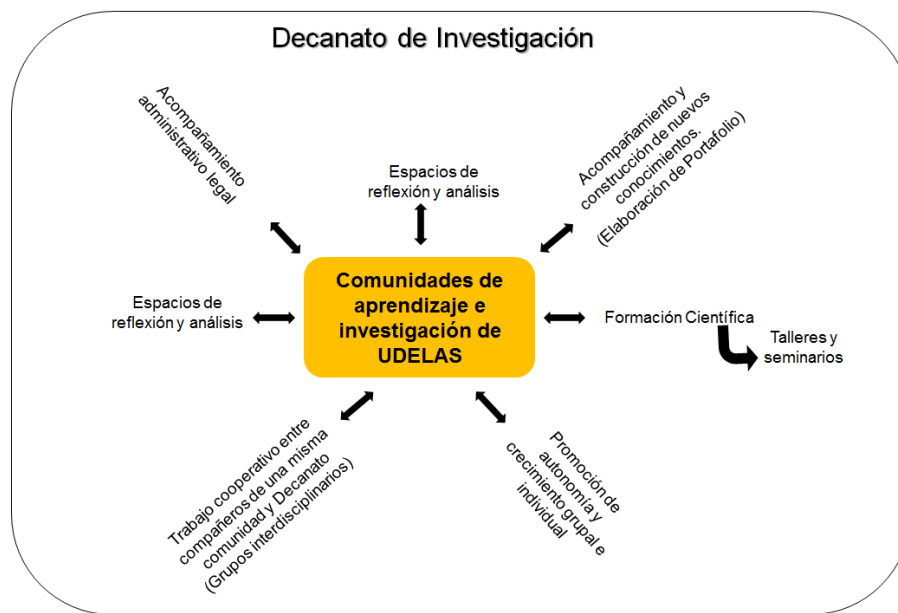 Decanato de Investigación
Acompañamiento
administrativo legal
Espacios de
reflexión y análisis
Acompañamiento y
construcción de nuevos
conocimientos.
(Elaboración de Portafolio)
Espacios de
reflexión y análisis
Comunidades de
aprendizaje e
investigación de
UDELAS
Formación Científica
Talleres y
seminarios
Trabajo cooperativo entre
compañeros de una misma
comunidad y Decanato
(Grupos interdisciplinarios)
Promoción de
autonomía y
crecimiento grupal e
individual